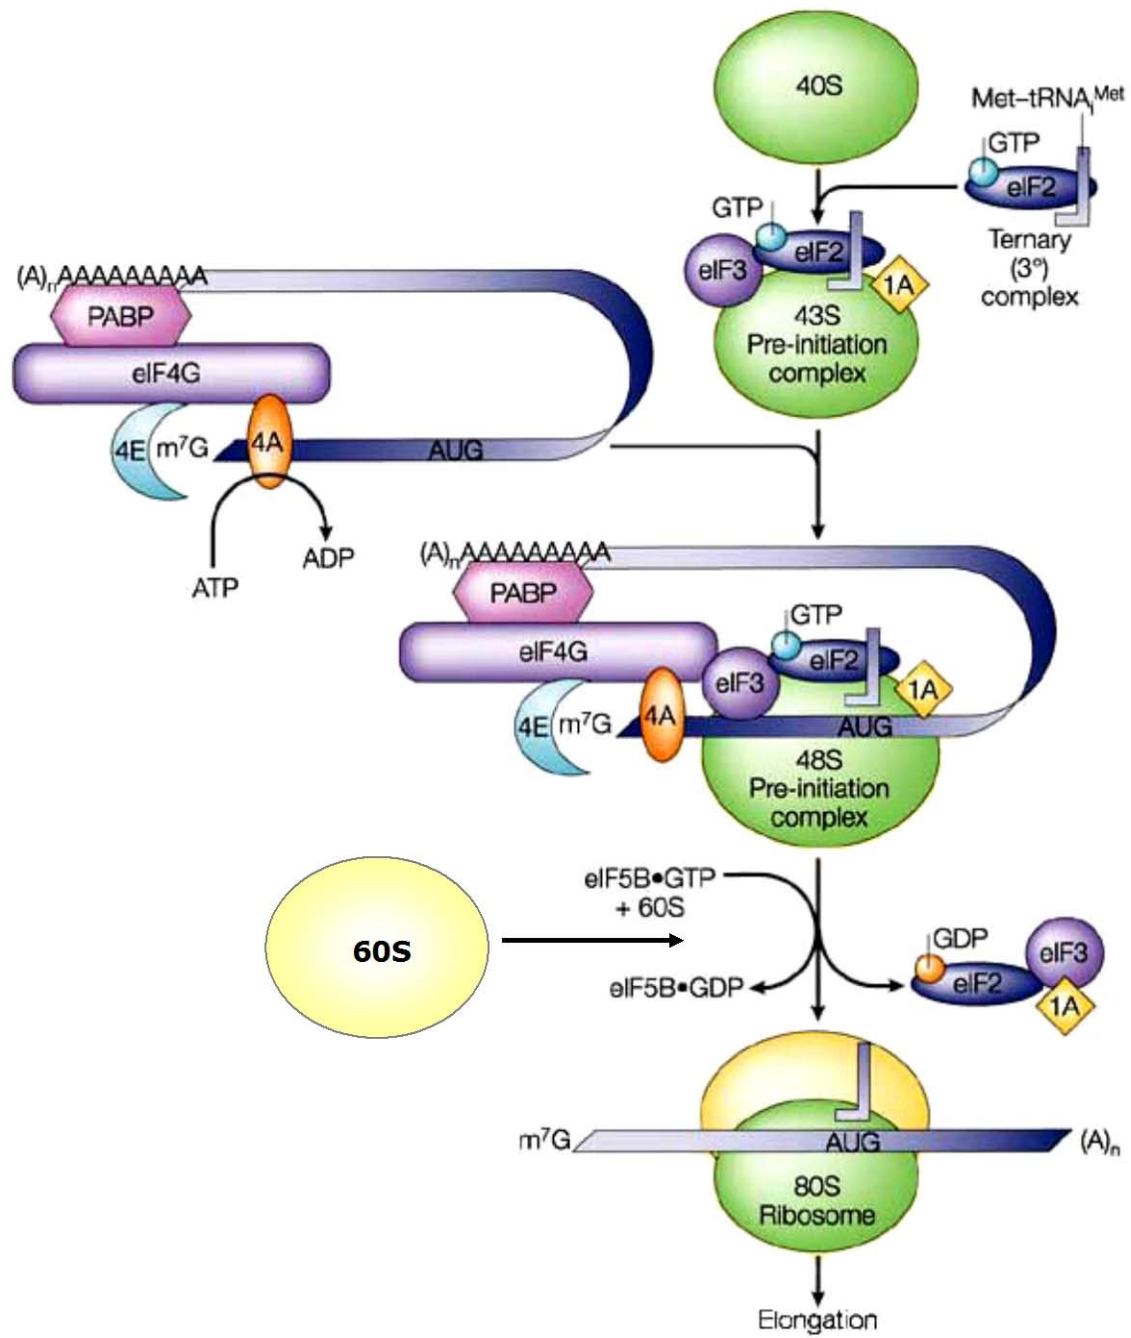 40S
Met–tRNAᵢᴹᵉᵗ
GTP
eIF2
Ternary
(3°)
complex
GTP
eIF3
eIF2
1A
43S
Pre-initiation
complex
(A)ₙAAAAAAAAA
PABP
eIF4G
4E
m⁷G
4A
AUG
ATP
ADP
(A)ₙAAAAAAAAA
PABP
eIF4G
GTP
eIF3
eIF2
1A
4E
m⁷G
4A
AUG
48S
Pre-initiation
complex
60S
eIF5B•GTP
+ 60S
eIF5B•GDP
GDP
eIF2
eIF3
1A
m⁷G
AUG
(A)ₙ
80S
Ribosome
Elongation